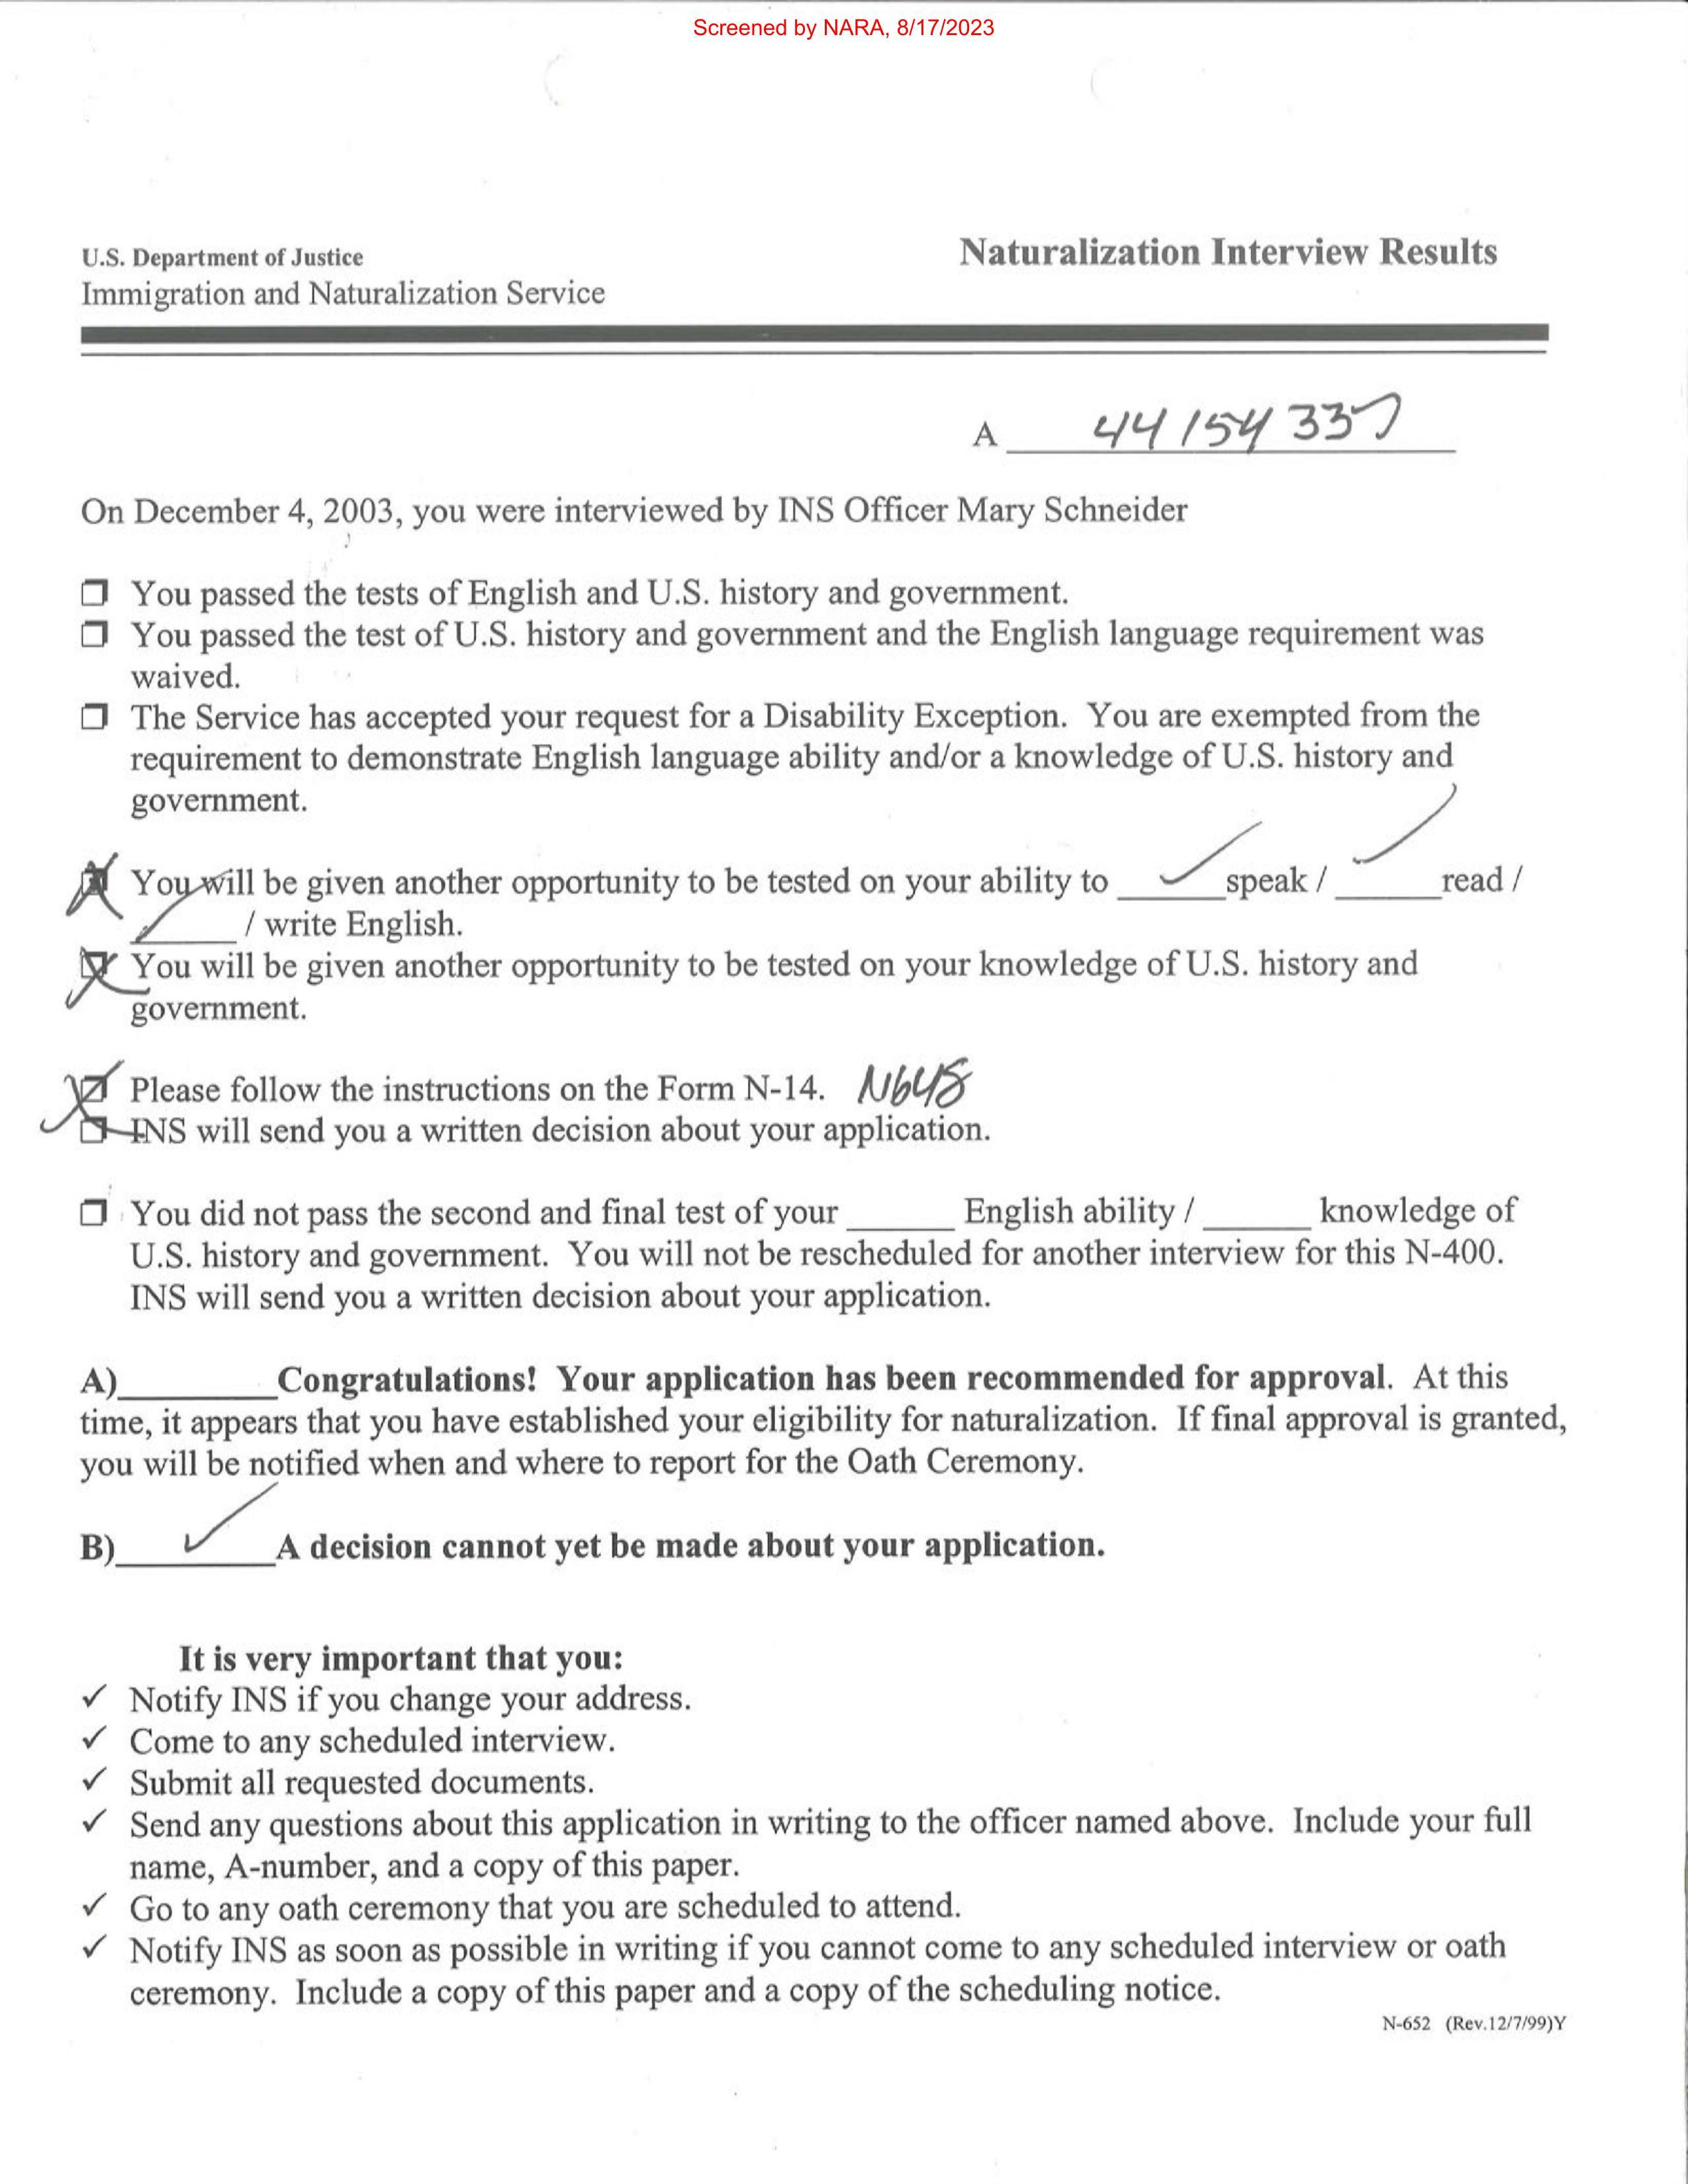 Screened by NARA, 8/17/2023
U.S. Department of Justice
Naturalization Interview Results
Immigration and Naturalization Service
A 44 154 337
On December 4, 2003, you were interviewed by INS Officer Mary Schneider
❒ You passed the tests of English and U.S. history and government.
❒ You passed the test of U.S. history and government and the English language requirement was
waived.
❒ The Service has accepted your request for a Disability Exception. You are exempted from the
requirement to demonstrate English language ability and/or a knowledge of U.S. history and
government.
☒ You will be given another opportunity to be tested on your ability to ✓ speak / ✓ read /
✓ / write English.
☒ You will be given another opportunity to be tested on your knowledge of U.S. history and
government.
☒ Please follow the instructions on the Form N-14. N648
❒ INS will send you a written decision about your application.
❒ You did not pass the second and final test of your ______ English ability / ______ knowledge of
U.S. history and government. You will not be rescheduled for another interview for this N-400.
INS will send you a written decision about your application.
A)_________Congratulations! Your application has been recommended for approval. At this
time, it appears that you have established your eligibility for naturalization. If final approval is granted,
you will be notified when and where to report for the Oath Ceremony.
B) ✓ A decision cannot yet be made about your application.
It is very important that you:
✓ Notify INS if you change your address.
✓ Come to any scheduled interview.
✓ Submit all requested documents.
✓ Send any questions about this application in writing to the officer named above. Include your full
name, A-number, and a copy of this paper.
✓ Go to any oath ceremony that you are scheduled to attend.
✓ Notify INS as soon as possible in writing if you cannot come to any scheduled interview or oath
ceremony. Include a copy of this paper and a copy of the scheduling notice.
N-652 (Rev.12/7/99)Y